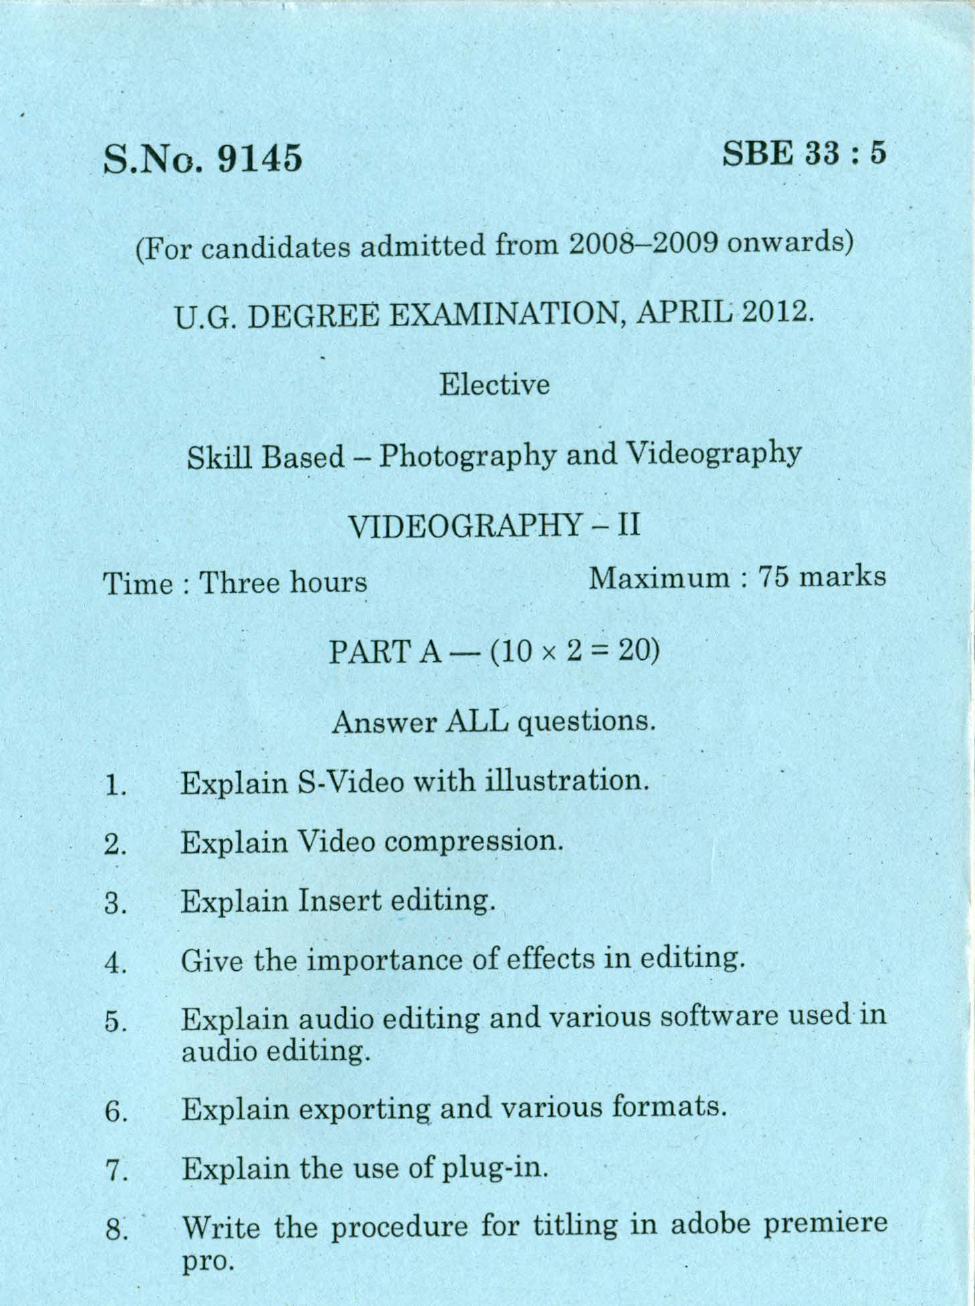 S.No. 9145
SBE 33 : 5
(For candidates admitted from 2008–2009 onwards)
U.G. DEGREE EXAMINATION, APRIL 2012.
Elective
Skill Based – Photography and Videography
VIDEOGRAPHY – II
Time : Three hours
Maximum : 75 marks
PART A — (10 × 2 = 20)
Answer ALL questions.
1. Explain S-Video with illustration.
2. Explain Video compression.
3. Explain Insert editing.
4. Give the importance of effects in editing.
5. Explain audio editing and various software used in
audio editing.
6. Explain exporting and various formats.
7. Explain the use of plug-in.
8. Write the procedure for titling in adobe premiere
pro.